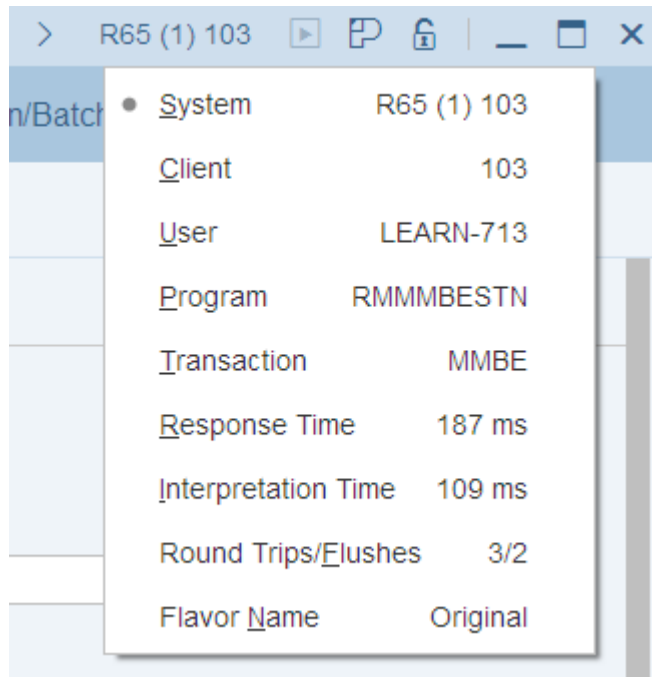 R65 (1) 103
n/Batch
System R65 (1) 103
Client 103
User LEARN-713
Program RMMMBESTN
Transaction MMBE
Response Time 187 ms
Interpretation Time 109 ms
Round Trips/Flushes 3/2
Flavor Name Original